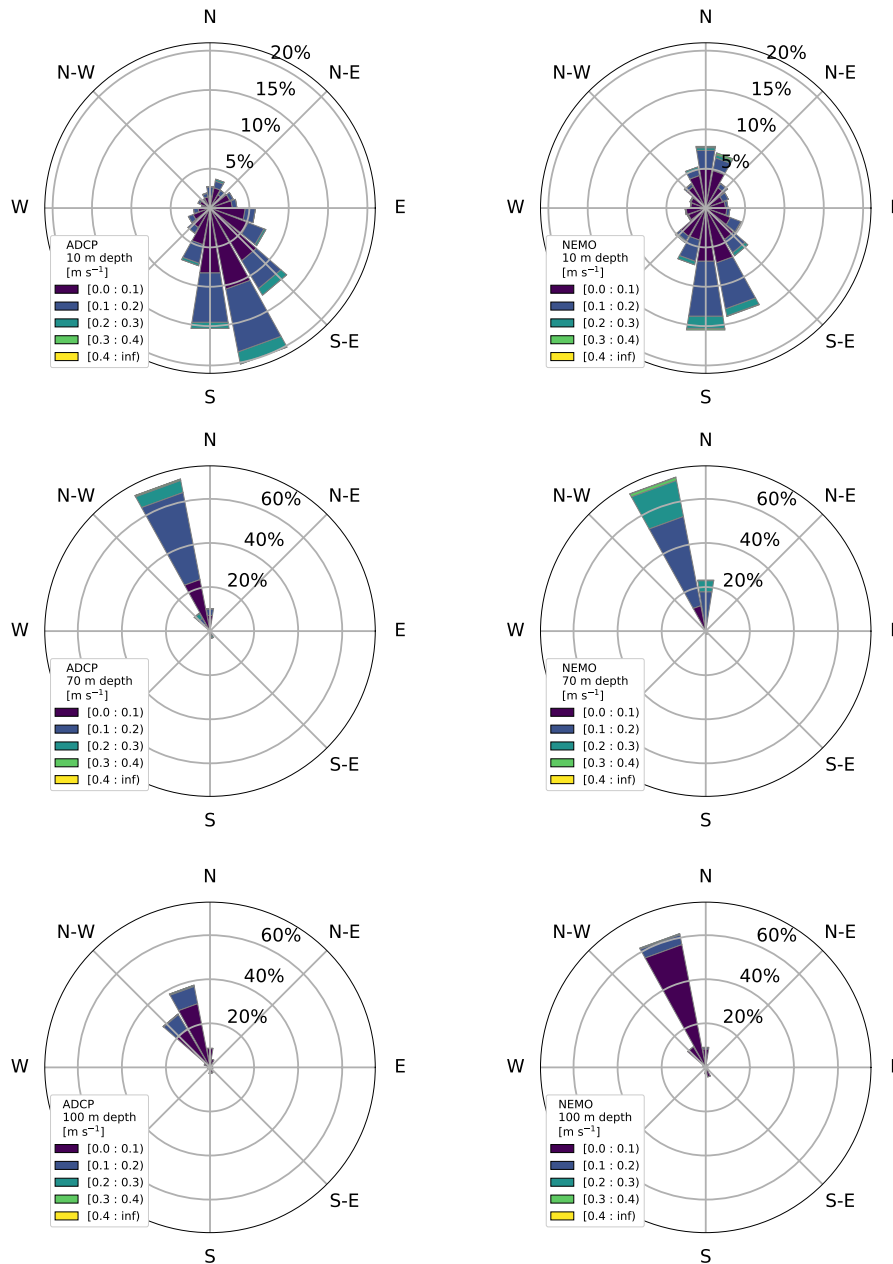 N
N-W
N-E
20%
15%
10%
5%
W
E
ADCP
10 m depth
[m s⁻¹]
[0.0 : 0.1)
[0.1 : 0.2)
[0.2 : 0.3)
[0.3 : 0.4)
[0.4 : inf)
S-E
S
N
N-W
N-E
20%
15%
10%
5%
W
NEMO
10 m depth
[m s⁻¹]
[0.0 : 0.1)
[0.1 : 0.2)
[0.2 : 0.3)
[0.3 : 0.4)
[0.4 : inf)
S-E
S
N
N-W
N-E
60%
40%
20%
W
E
ADCP
70 m depth
[m s⁻¹]
[0.0 : 0.1)
[0.1 : 0.2)
[0.2 : 0.3)
[0.3 : 0.4)
[0.4 : inf)
S-E
S
N
N-W
N-E
60%
40%
20%
W
NEMO
70 m depth
[m s⁻¹]
[0.0 : 0.1)
[0.1 : 0.2)
[0.2 : 0.3)
[0.3 : 0.4)
[0.4 : inf)
S-E
S
N
N-W
N-E
60%
40%
20%
W
E
ADCP
100 m depth
[m s⁻¹]
[0.0 : 0.1)
[0.1 : 0.2)
[0.2 : 0.3)
[0.3 : 0.4)
[0.4 : inf)
S-E
S
N
N-W
N-E
60%
40%
20%
W
NEMO
100 m depth
[m s⁻¹]
[0.0 : 0.1)
[0.1 : 0.2)
[0.2 : 0.3)
[0.3 : 0.4)
[0.4 : inf)
S-E
S